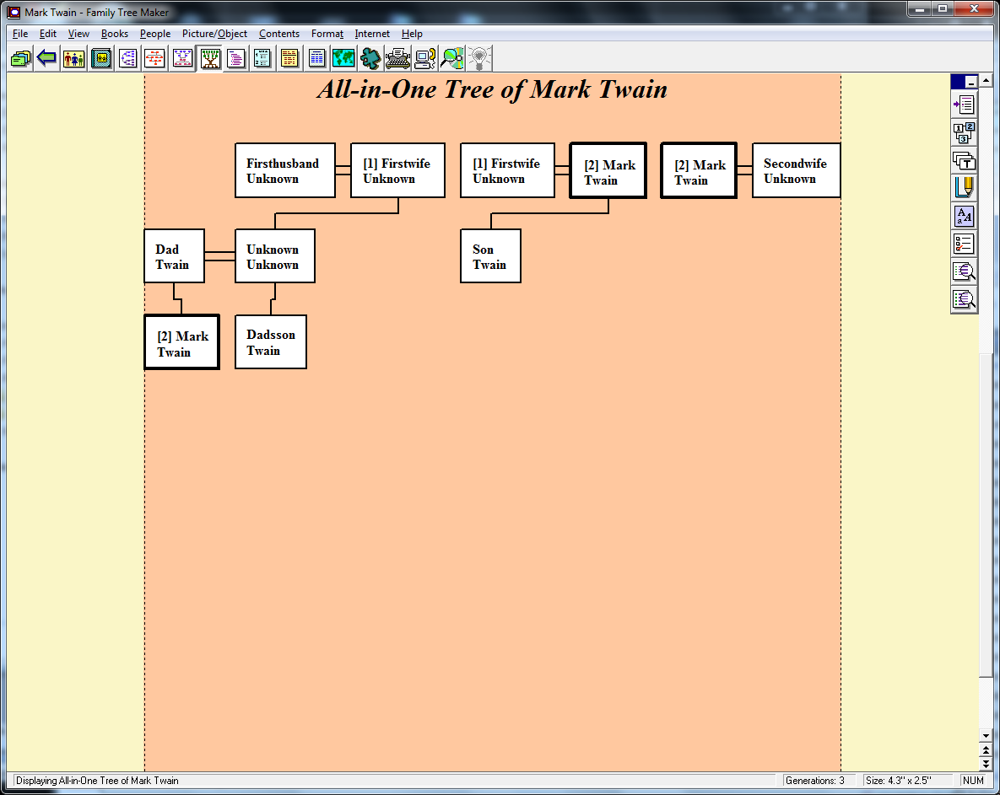 Mark Twain - Family Tree Maker
File Edit View Books People Picture/Object Contents Format Internet Help
All-in-One Tree of Mark Twain
Firsthusband
Unknown
[1] Firstwife
Unknown
[1] Firstwife
Unknown
[2] Mark
Twain
[2] Mark
Twain
Secondwife
Unknown
Dad
Twain
Unknown
Unknown
Son
Twain
[2] Mark
Twain
Dadsson
Twain
Displaying All-in-One Tree of Mark Twain
Generations: 3
Size: 4.3" x 2.5"
NUM